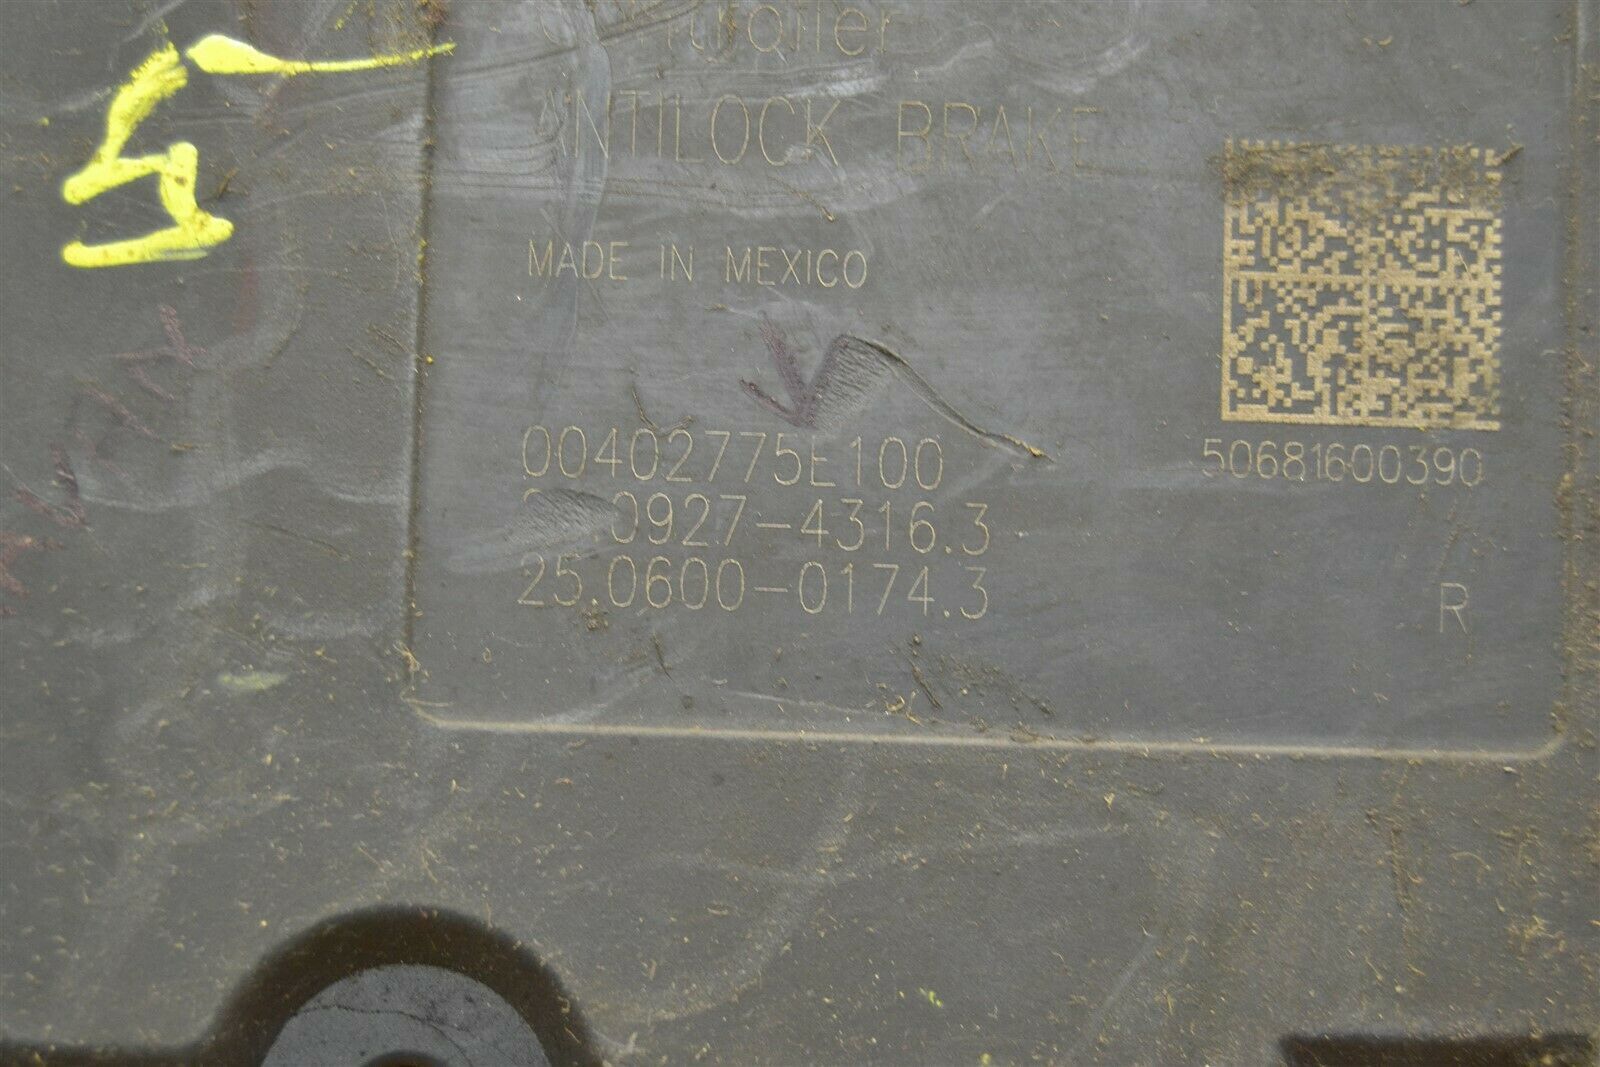 ANTILOCK BRAKE
MADE IN MEXICO
00402775E100
50681600390
.0927-4316.3
25.0600-0174.3
R